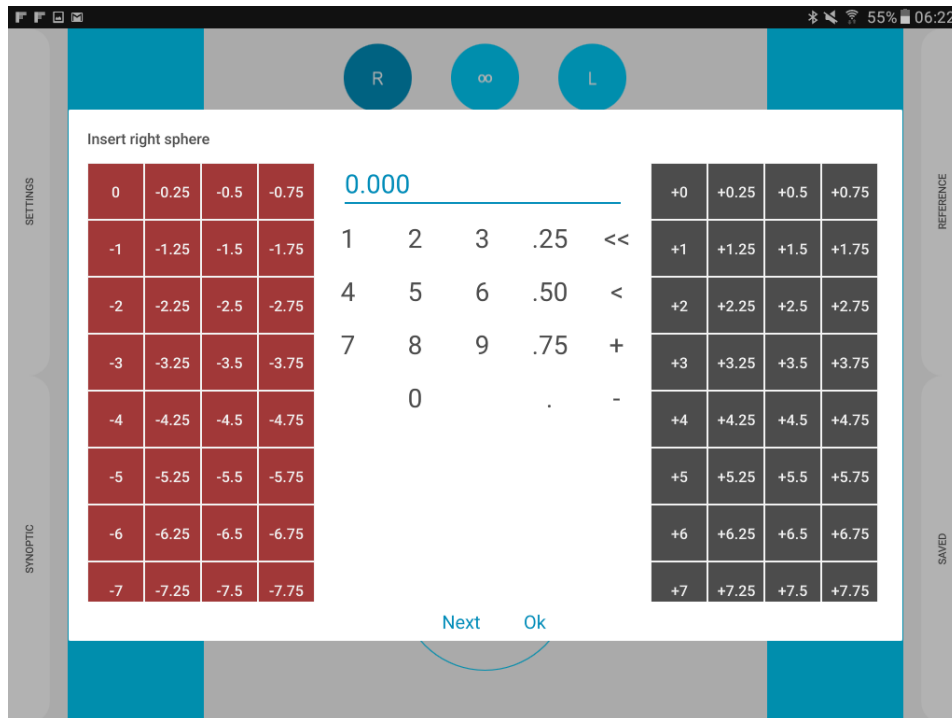 55% 06:22
R ∞ L
SETTINGS
REFERENCE
SYNOPTIC
SAVED
Insert right sphere
0.000
0 -0.25 -0.5 -0.75
-1 -1.25 -1.5 -1.75
-2 -2.25 -2.5 -2.75
-3 -3.25 -3.5 -3.75
-4 -4.25 -4.5 -4.75
-5 -5.25 -5.5 -5.75
-6 -6.25 -6.5 -6.75
-7 -7.25 -7.5 -7.75
1 2 3 .25 <<
4 5 6 .50 <
7 8 9 .75 +
0 . -
+0 +0.25 +0.5 +0.75
+1 +1.25 +1.5 +1.75
+2 +2.25 +2.5 +2.75
+3 +3.25 +3.5 +3.75
+4 +4.25 +4.5 +4.75
+5 +5.25 +5.5 +5.75
+6 +6.25 +6.5 +6.75
+7 +7.25 +7.5 +7.75
Next Ok